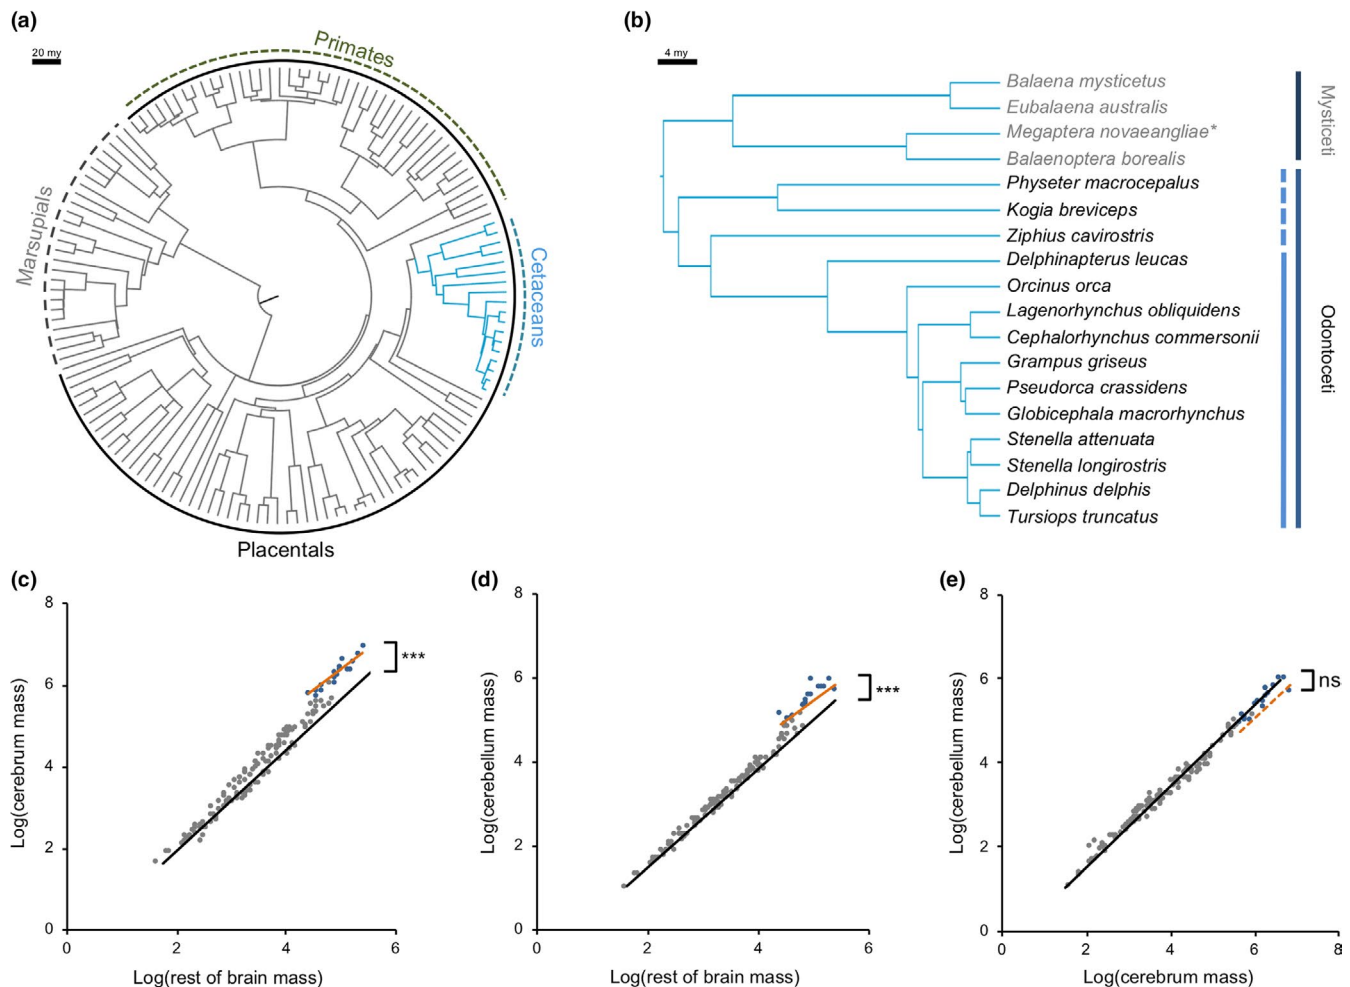 (a)
20 my
Primates
Marsupials
Cetaceans
Placentals
(b)
4 my
Balaena mysticetus
Eubalaena australis
Megaptera novaeangliae*
Balaenoptera borealis
Physeter macrocepalus
Kogia breviceps
Ziphius cavirostris
Delphinapterus leucas
Orcinus orca
Lagenorhynchus obliquidens
Cephalorhynchus commersonii
Grampus griseus
Pseudorca crassidens
Globicephala macrorhynchus
Stenella attenuata
Stenella longirostris
Delphinus delphis
Tursiops truncatus
Mysticeti
Odontoceti
(c)
Log(cerebrum mass)
8
6
4
2
0
0 2 4 6
***
Log(rest of brain mass)
(d)
Log(cerebellum mass)
8
6
4
2
0
0 2 4 6
***
Log(rest of brain mass)
(e)
Log(cerebellum mass)
8
6
4
2
0
0 2 4 6 8
ns
Log(cerebrum mass)